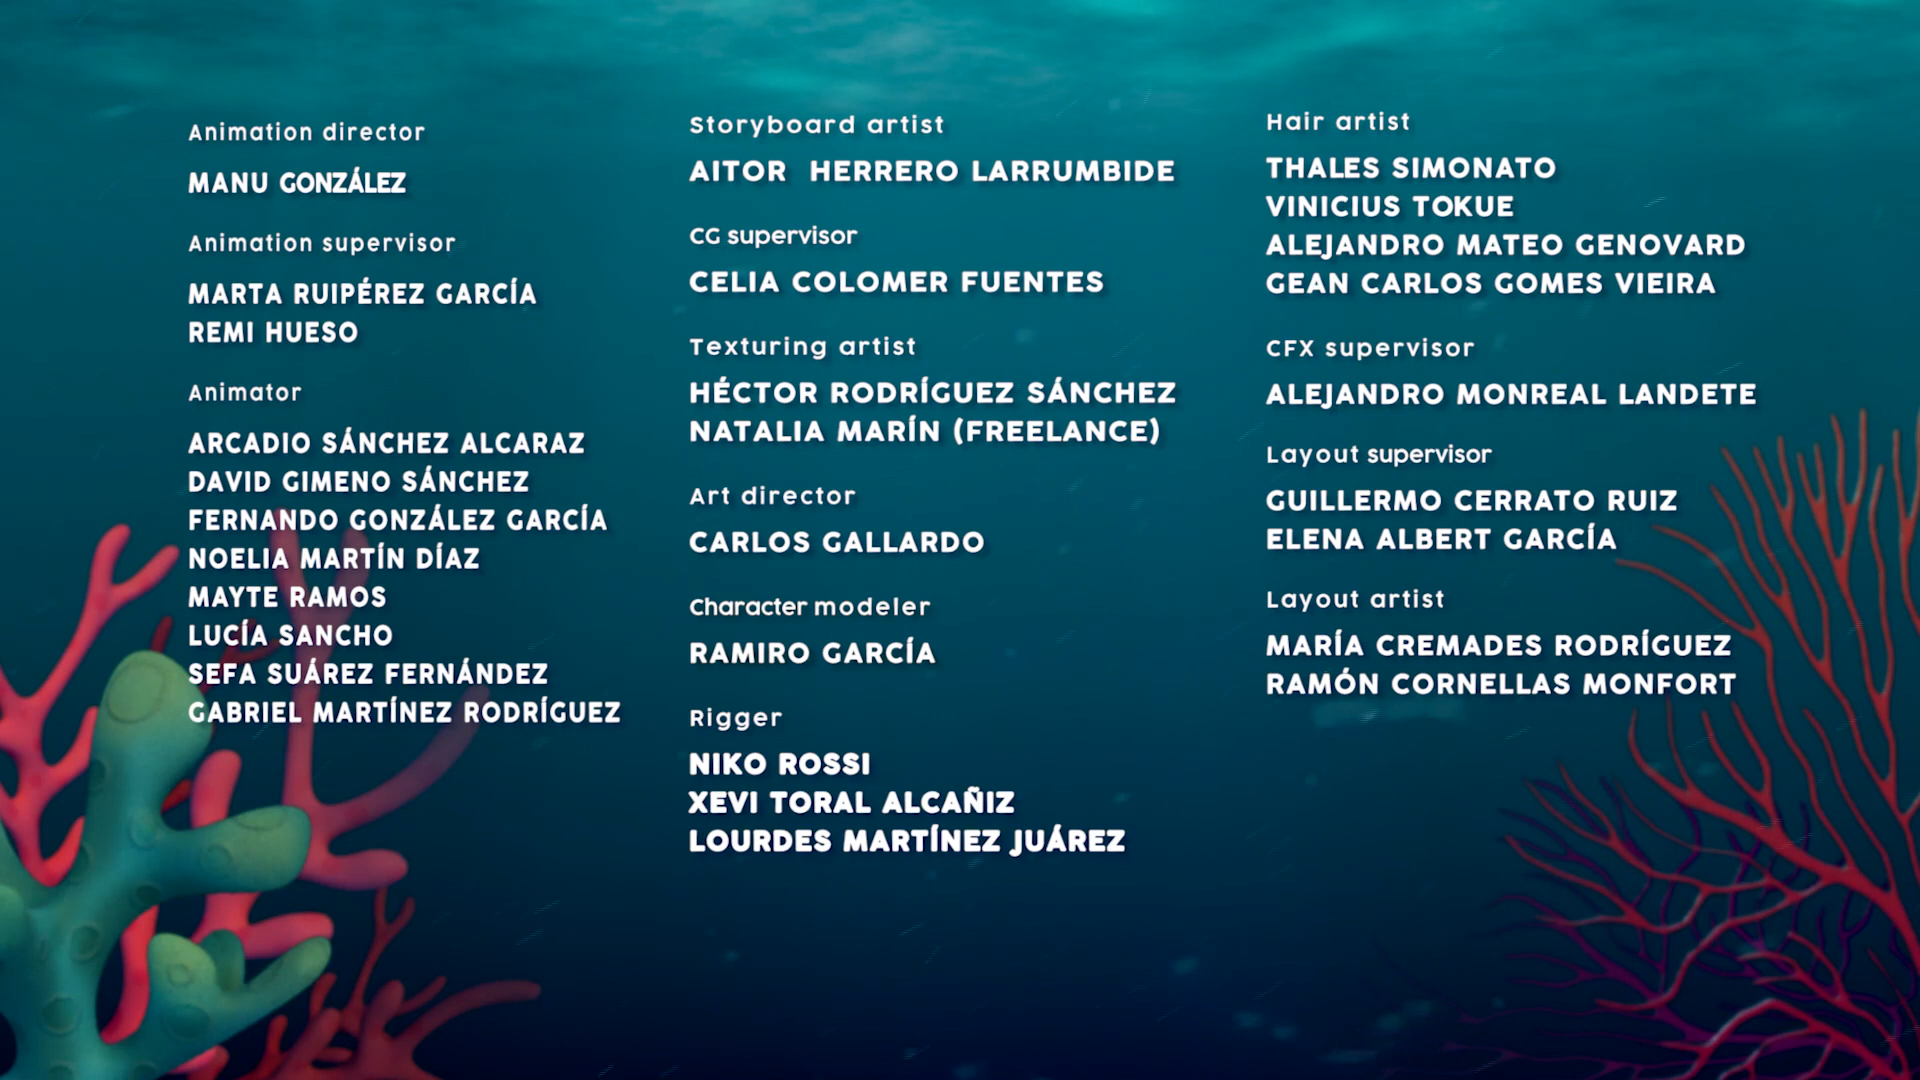 Animation director
MANU GONZÁLEZ
Animation supervisor
MARTA RUIPÉREZ GARCÍA
REMI HUESO
Animator
ARCADIO SÁNCHEZ ALCARAZ
DAVID GIMENO SÁNCHEZ
FERNANDO GONZÁLEZ GARCÍA
NOELIA MARTÍN DÍAZ
MAYTE RAMOS
LUCÍA SANCHO
SEFA SUÁREZ FERNÁNDEZ
GABRIEL MARTÍNEZ RODRÍGUEZ
Storyboard artist
AITOR HERRERO LARRUMBIDE
CG supervisor
CELIA COLOMER FUENTES
Texturing artist
HÉCTOR RODRÍGUEZ SÁNCHEZ
NATALIA MARÍN (FREELANCE)
Art director
CARLOS GALLARDO
Character modeler
RAMIRO GARCÍA
Rigger
NIKO ROSSI
XEVI TORAL ALCAÑIZ
LOURDES MARTÍNEZ JUÁREZ
Hair artist
THALES SIMONATO
VINICIUS TOKUE
ALEJANDRO MATEO GENOVARD
GEAN CARLOS GOMES VIEIRA
CFX supervisor
ALEJANDRO MONREAL LANDETE
Layout supervisor
GUILLERMO CERRATO RUIZ
ELENA ALBERT GARCÍA
Layout artist
MARÍA CREMADES RODRÍGUEZ
RAMÓN CORNELLAS MONFORT